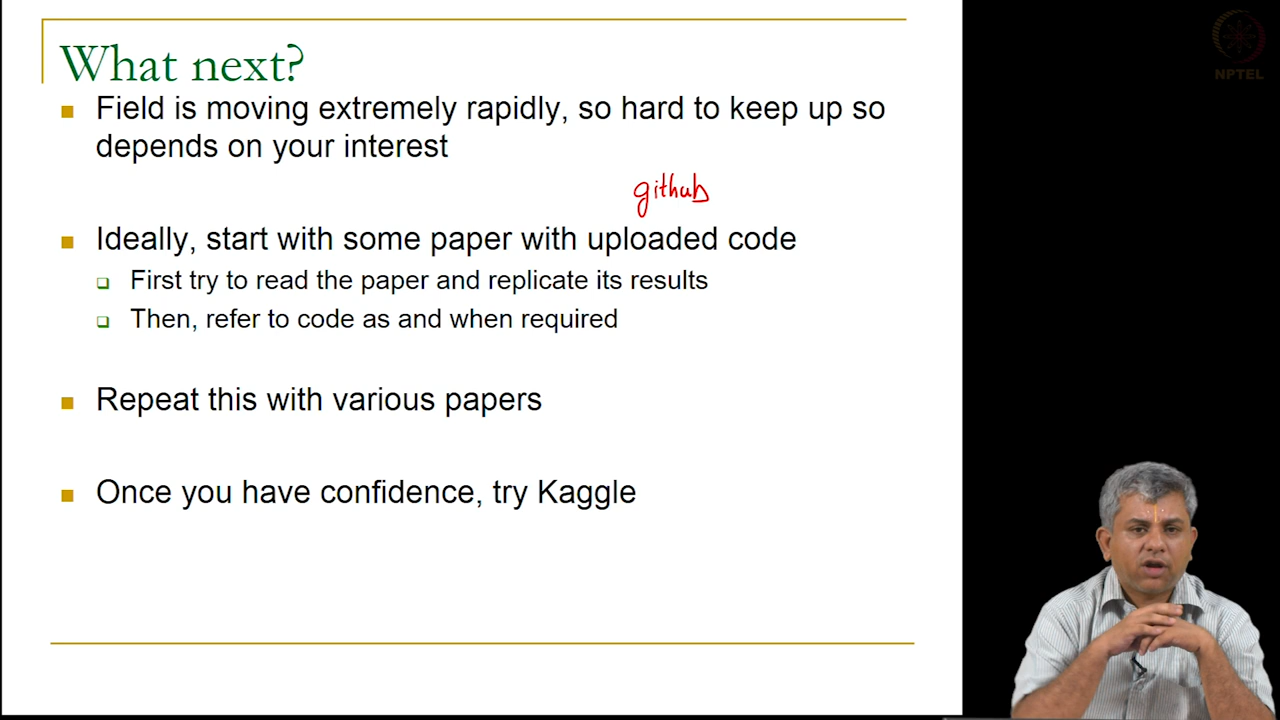 What next?
Field is moving extremely rapidly, so hard to keep up so
depends on your interest
github
Ideally, start with some paper with uploaded code
First try to read the paper and replicate its results
Then, refer to code as and when required
Repeat this with various papers
Once you have confidence, try Kaggle
NPTEL